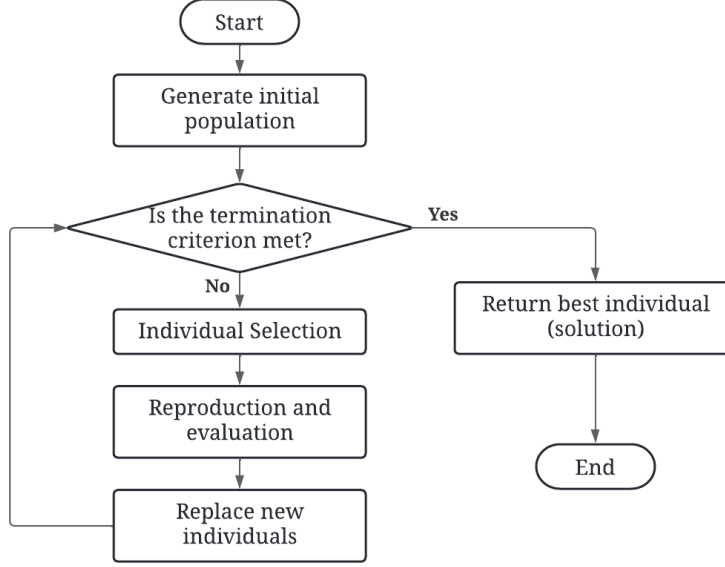 Start
Generate initial
population
Is the termination
criterion met?
Yes
No
Individual Selection
Return best individual
(solution)
Reproduction and
evaluation
End
Replace new
individuals